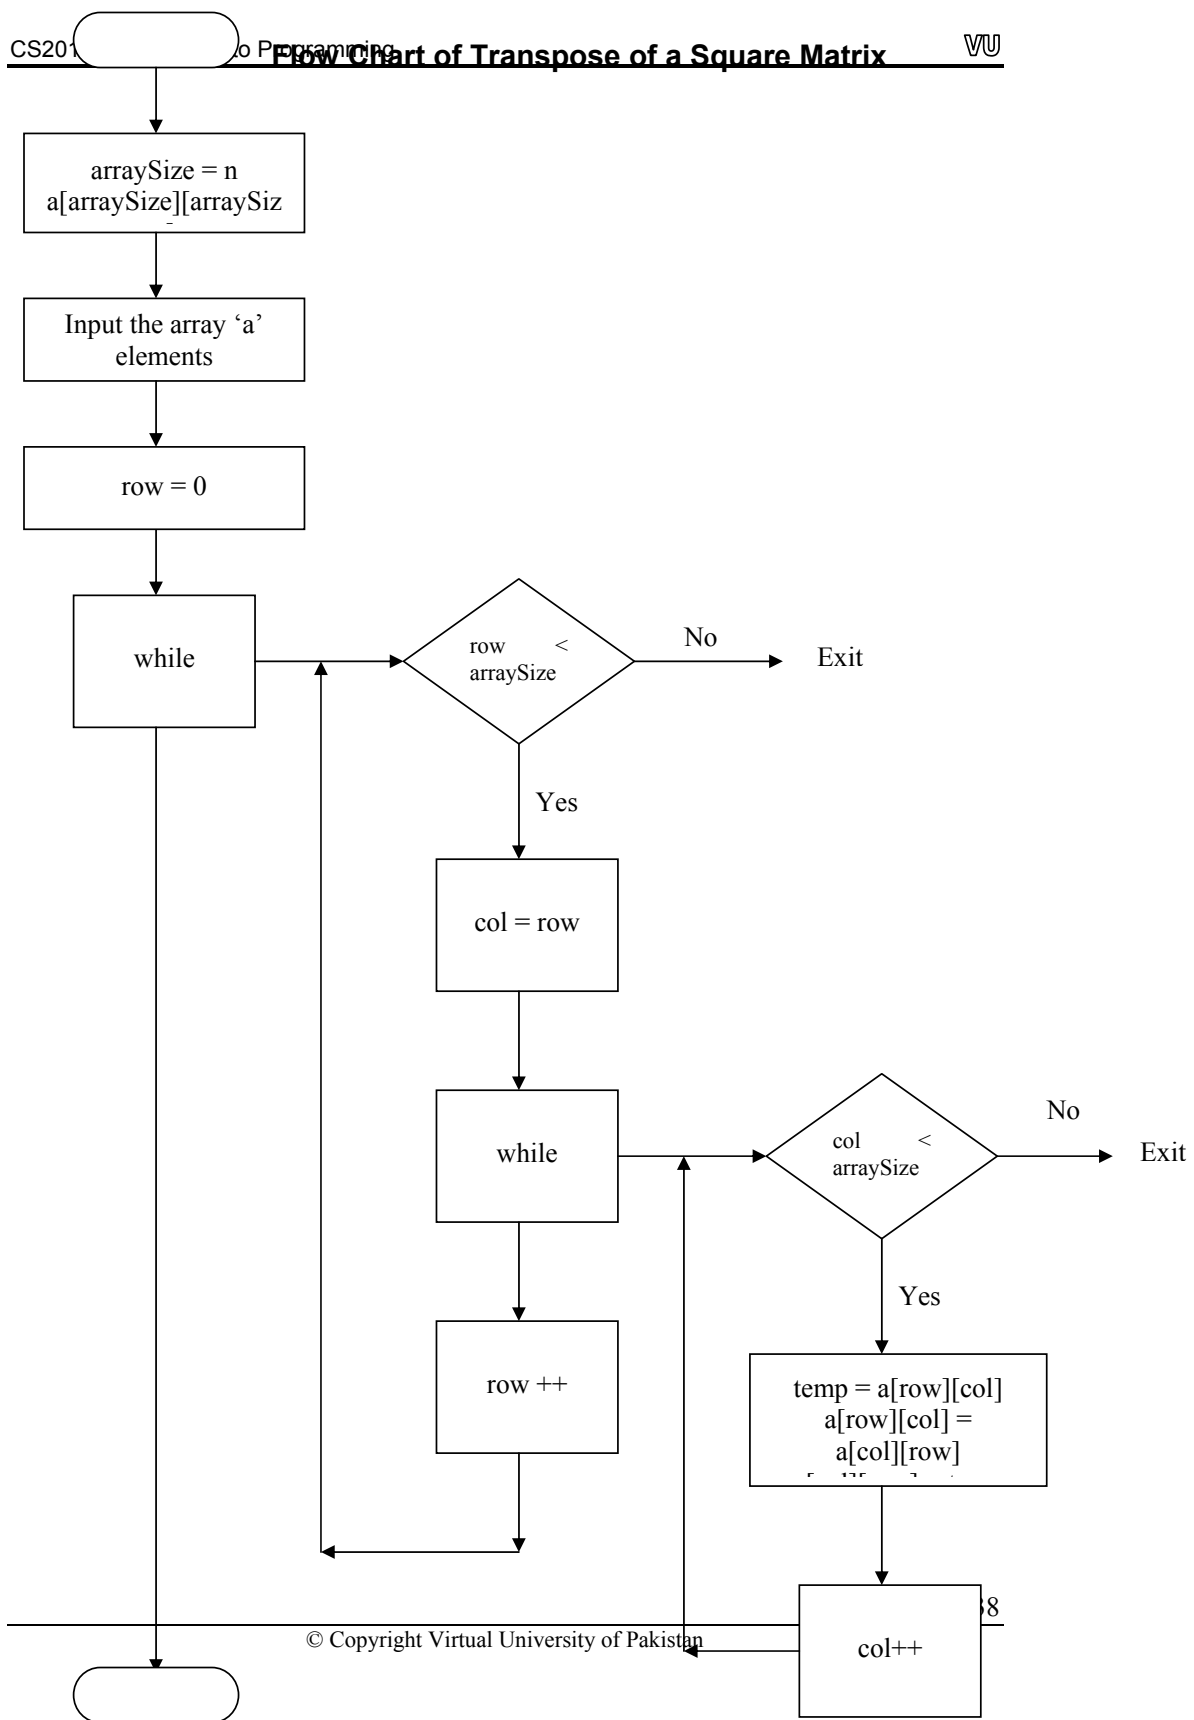 CS201
to Programming
Flow Chart of Transpose of a Square Matrix
VU
arraySize = n
a[arraySize][arraySiz
Input the array ‘a’
elements
row = 0
while
row <
arraySize
No
Exit
Yes
col = row
while
col <
arraySize
No
Exit
Yes
row ++
temp = a[row][col]
a[row][col] =
a[col][row]
col++
© Copyright Virtual University of Pakistan